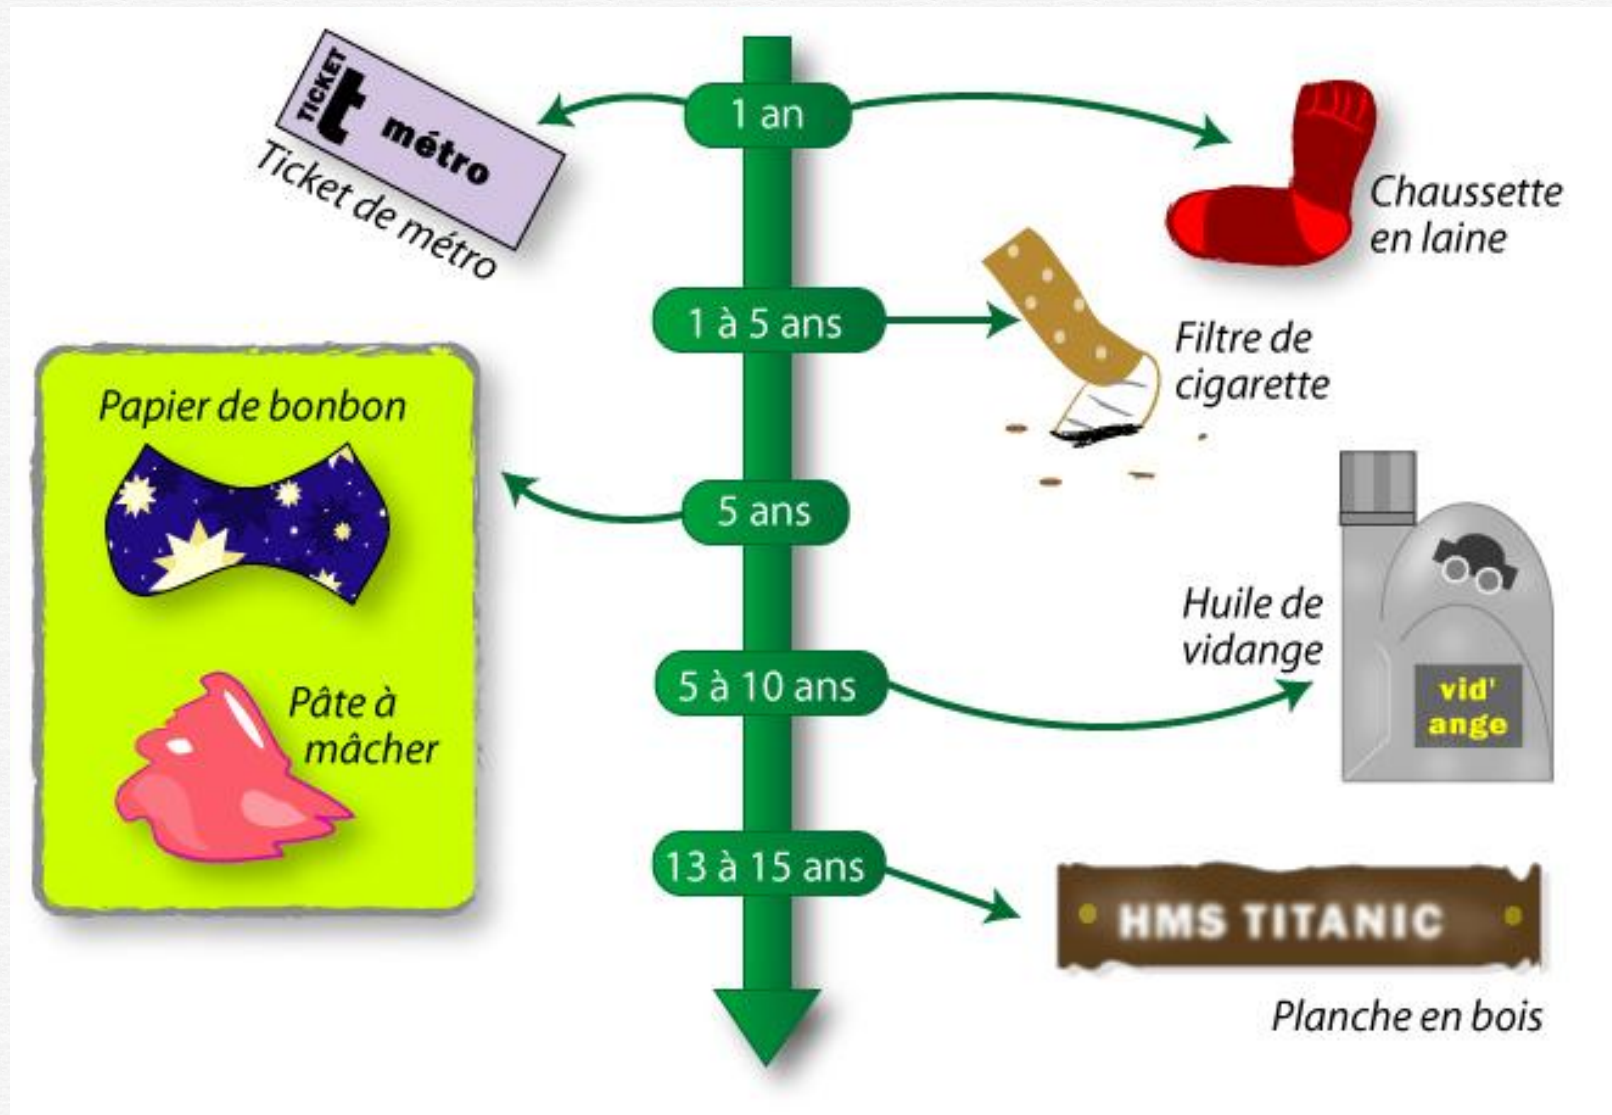 TICKET
t métro
Ticket de métro
1 an
Chaussette
en laine
1 à 5 ans
Filtre de
cigarette
Papier de bonbon
5 ans
Pâte à
mâcher
5 à 10 ans
Huile de
vidange
vid'
ange
13 à 15 ans
HMS TITANIC
Planche en bois